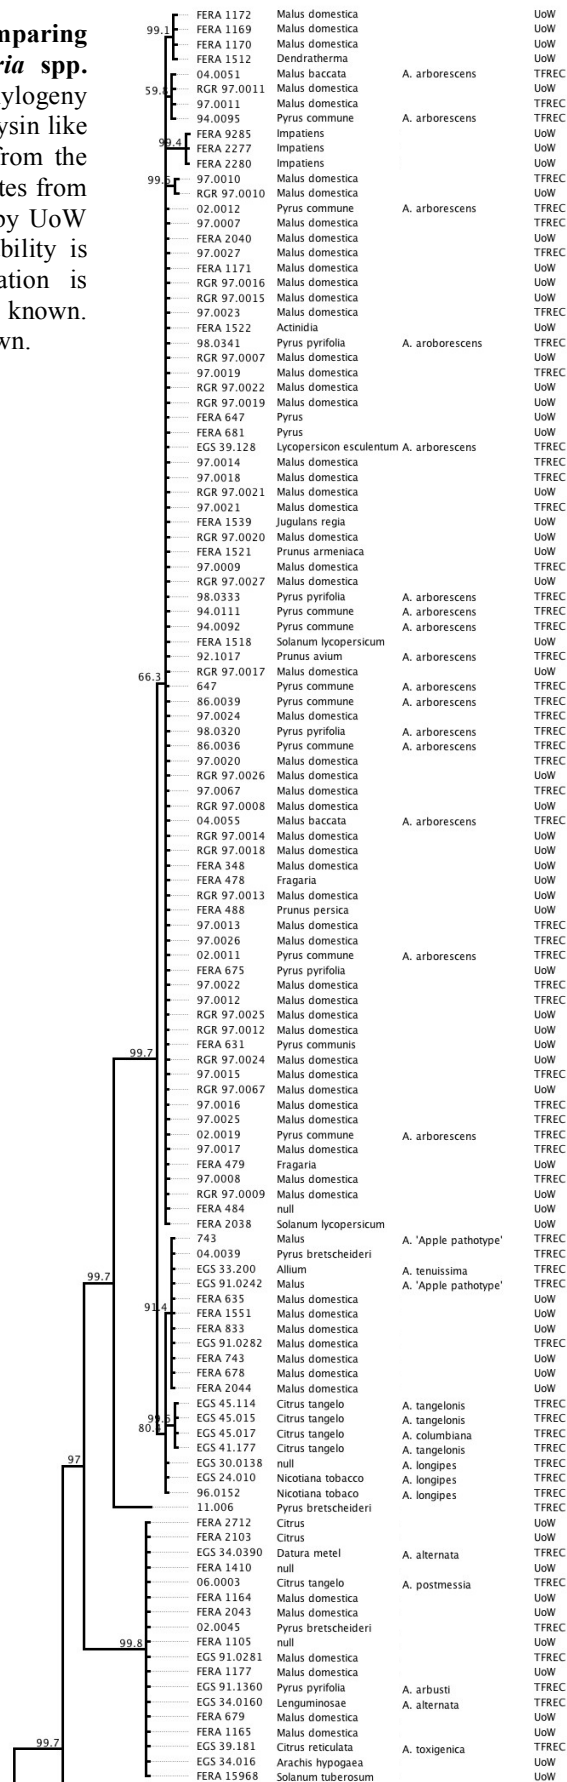 mparing
ria spp.
ylogeny
ysin like
from the
tes from
by UoW
bility is
ation is
known.
wn.
FERA 1172 Malus domestica UoW
99.1 FERA 1169 Malus domestica UoW
FERA 1170 Malus domestica UoW
FERA 1512 Dendratherma UoW
04.0051 Malus baccata A. arborescens TFREC
59.8 RGR 97.0011 Malus domestica UoW
97.0011 Malus domestica TFREC
94.0095 Pyrus commune A. arborescens TFREC
FERA 9285 Impatiens UoW
99.4 FERA 2277 Impatiens UoW
FERA 2280 Impatiens UoW
99.5 97.0010 Malus domestica TFREC
RGR 97.0010 Malus domestica UoW
02.0012 Pyrus commune A. arborescens TFREC
97.0007 Malus domestica TFREC
FERA 2040 Malus domestica UoW
97.0027 Malus domestica TFREC
FERA 1171 Malus domestica UoW
RGR 97.0016 Malus domestica UoW
RGR 97.0015 Malus domestica UoW
97.0023 Malus domestica TFREC
FERA 1522 Actinidia UoW
98.0341 Pyrus pyrifolia A. aroborescens TFREC
RGR 97.0007 Malus domestica UoW
97.0019 Malus domestica TFREC
RGR 97.0022 Malus domestica UoW
RGR 97.0019 Malus domestica UoW
FERA 647 Pyrus UoW
FERA 681 Pyrus UoW
EGS 39.128 Lycopersicon esculentum A. arborescens TFREC
97.0014 Malus domestica TFREC
97.0018 Malus domestica TFREC
RGR 97.0021 Malus domestica UoW
97.0021 Malus domestica TFREC
FERA 1539 Jugulans regia UoW
RGR 97.0020 Malus domestica UoW
FERA 1521 Prunus armeniaca UoW
97.0009 Malus domestica TFREC
RGR 97.0027 Malus domestica UoW
98.0333 Pyrus pyrifolia A. arborescens TFREC
94.0111 Pyrus commune A. arborescens TFREC
94.0092 Pyrus commune A. arborescens TFREC
FERA 1518 Solanum lycopersicum UoW
92.1017 Prunus avium A. arborescens TFREC
RGR 97.0017 Malus domestica UoW
66.3 647 Pyrus commune A. arborescens TFREC
86.0039 Pyrus commune A. arborescens TFREC
97.0024 Malus domestica TFREC
98.0320 Pyrus pyrifolia A. arborescens TFREC
86.0036 Pyrus commune A. arborescens TFREC
97.0020 Malus domestica TFREC
RGR 97.0026 Malus domestica UoW
97.0067 Malus domestica TFREC
RGR 97.0008 Malus domestica UoW
04.0055 Malus baccata A. arborescens TFREC
RGR 97.0014 Malus domestica UoW
RGR 97.0018 Malus domestica UoW
FERA 348 Malus domestica UoW
FERA 478 Fragaria UoW
RGR 97.0013 Malus domestica UoW
FERA 488 Prunus persica UoW
97.0013 Malus domestica TFREC
97.0026 Malus domestica TFREC
02.0011 Pyrus commune A. arborescens TFREC
FERA 675 Pyrus pyrifolia UoW
97.0022 Malus domestica TFREC
97.0012 Malus domestica TFREC
RGR 97.0025 Malus domestica UoW
RGR 97.0012 Malus domestica UoW
FERA 631 Pyrus communis UoW
99.7 RGR 97.0024 Malus domestica UoW
97.0015 Malus domestica TFREC
RGR 97.0067 Malus domestica UoW
97.0016 Malus domestica TFREC
97.0025 Malus domestica TFREC
02.0019 Pyrus commune A. arborescens TFREC
97.0017 Malus domestica TFREC
FERA 479 Fragaria UoW
97.0008 Malus domestica TFREC
RGR 97.0009 Malus domestica UoW
FERA 484 null UoW
FERA 2038 Solanum lycopersicum UoW
743 Malus A. 'Apple pathotype' TFREC
04.0039 Pyrus bretscheideri TFREC
EGS 33.200 Allium A. tenuissima TFREC
99.7 EGS 91.0242 Malus A. 'Apple pathotype' TFREC
FERA 635 Malus domestica UoW
91.4 FERA 1551 Malus domestica UoW
FERA 833 Malus domestica UoW
EGS 91.0282 Malus domestica TFREC
FERA 743 Malus domestica UoW
FERA 678 Malus domestica UoW
FERA 2044 Malus domestica UoW
EGS 45.114 Citrus tangelo A. tangelonis TFREC
99.5 EGS 45.015 Citrus tangelo A. tangelonis TFREC
80. EGS 45.017 Citrus tangelo A. columbiana TFREC
EGS 41.177 Citrus tangelo A. tangelonis TFREC
97 EGS 30.0138 null A. longipes TFREC
EGS 24.010 Nicotiana tobacco A. longipes TFREC
96.0152 Nicotiana tobaco A. longipes TFREC
11.006 Pyrus bretscheideri TFREC
FERA 2712 Citrus UoW
FERA 2103 Citrus UoW
EGS 34.0390 Datura metel A. alternata TFREC
FERA 1410 null UoW
06.0003 Citrus tangelo A. postmessia TFREC
FERA 1164 Malus domestica UoW
FERA 2043 Malus domestica UoW
02.0045 Pyrus bretscheideri TFREC
99.8 FERA 1105 null UoW
EGS 91.0281 Malus domestica TFREC
FERA 1177 Malus domestica UoW
EGS 91.1360 Pyrus pyrifolia A. arbusti TFREC
EGS 34.0160 Lenguminosae A. alternata TFREC
FERA 679 Malus domestica UoW
FERA 1165 Malus domestica UoW
99.7 EGS 39.181 Citrus reticulata A. toxigenica TFREC
EGS 34.016 Arachis hypogaea UoW
FERA 15968 Solanum tuberosum UoW